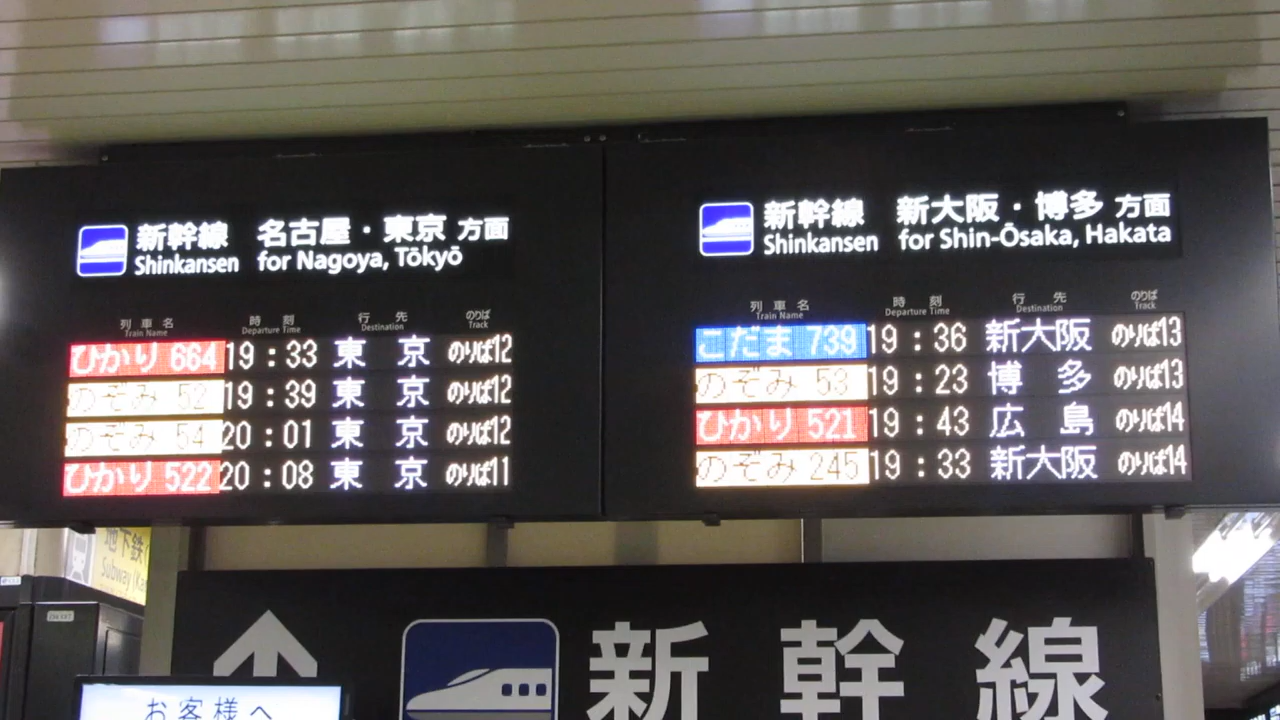 新幹線 名古屋・東京 方面
Shinkansen for Nagoya, Tōkyō
列車名 時刻 行先 のりば
Train Name Departure Time Destination Track
ひかり 664 19:33 東京 のりば12
のぞみ 52 19:39 東京 のりば12
のぞみ 54 20:01 東京 のりば12
ひかり 522 20:08 東京 のりば11
新幹線 新大阪・博多 方面
Shinkansen for Shin-Ōsaka, Hakata
列車名 時刻 行先 のりば
Train Name Departure Time Destination Track
こだま 739 19:36 新大阪 のりば13
のぞみ 53 19:23 博多 のりば13
ひかり 521 19:43 広島 のりば14
のぞみ 245 19:33 新大阪 のりば14
地下鉄
Subway
新幹線
お客様へ